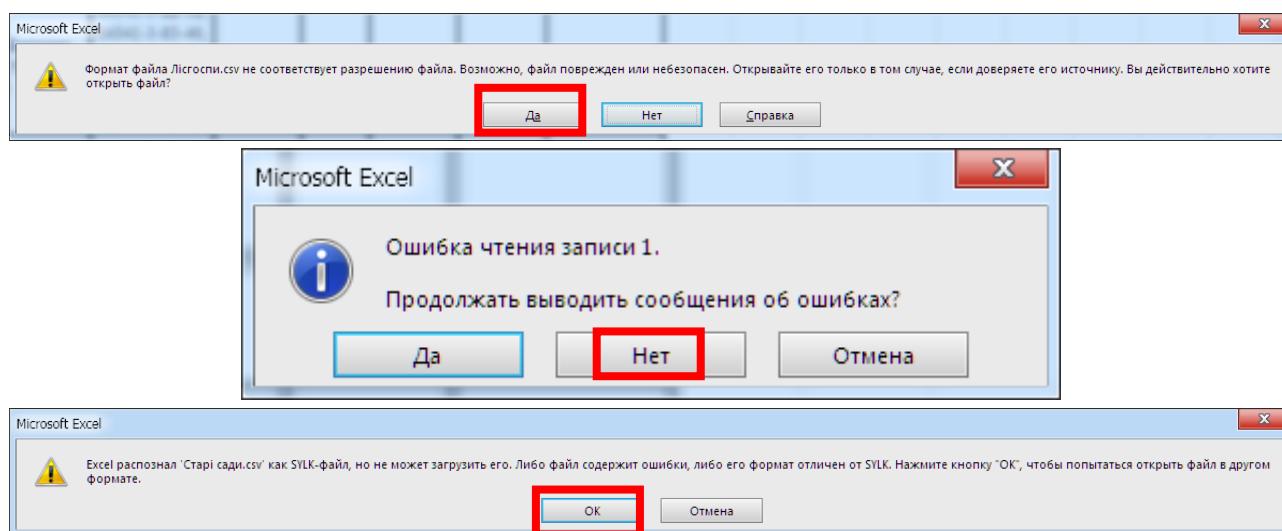 Microsoft Excel
Формат файла Лісгоспи.csv не соответствует разрешению файла. Возможно, файл поврежден или небезопасен. Открывайте его только в том случае, если доверяете его источнику. Вы действительно хотите
открыть файл?
Да Нет Справка
Microsoft Excel
Ошибка чтения записи 1.
Продолжать выводить сообщения об ошибках?
Да Нет Отмена
Microsoft Excel
Excel распознал 'Старі сади.csv' как SYLK-файл, но не может загрузить его. Либо файл содержит ошибки, либо его формат отличен от SYLK. Нажмите кнопку "ОК", чтобы попытаться открыть файл в другом
формате.
ОК Отмена